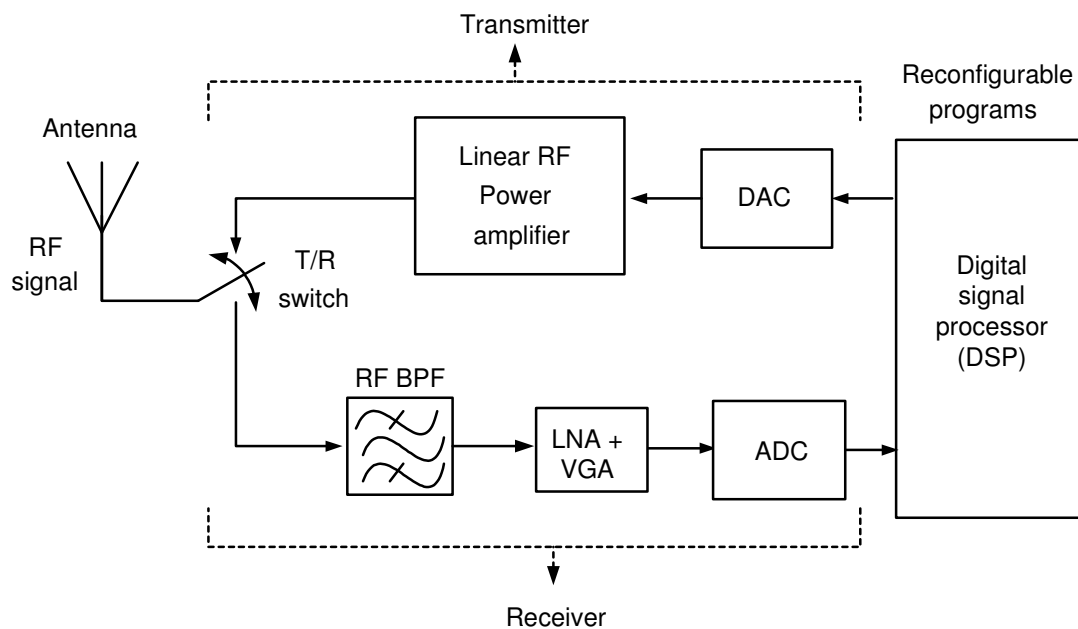 Transmitter
Reconfigurable
programs
Antenna
Linear RF
Power
amplifier
DAC
RF
signal
T/R
switch
Digital
signal
processor
(DSP)
RF BPF
LNA +
VGA
ADC
Receiver